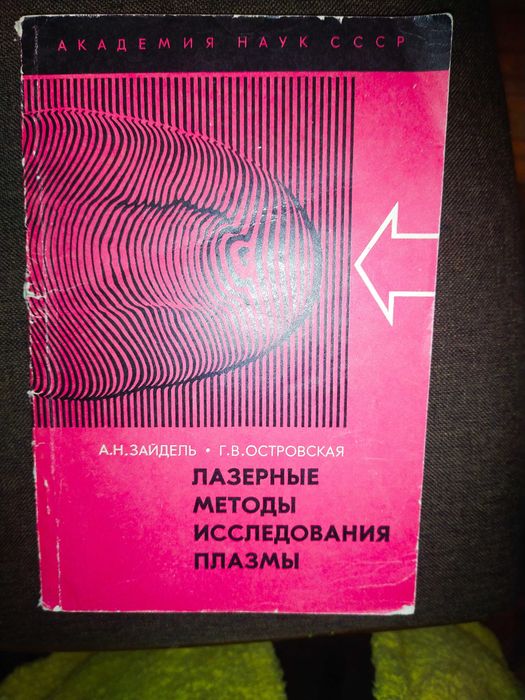 АКАДЕМИЯ НАУК СССР
А.Н.ЗАЙДЕЛЬ • Г.В.ОСТРОВСКАЯ
ЛАЗЕРНЫЕ
МЕТОДЫ
ИССЛЕДОВАНИЯ
ПЛАЗМЫ